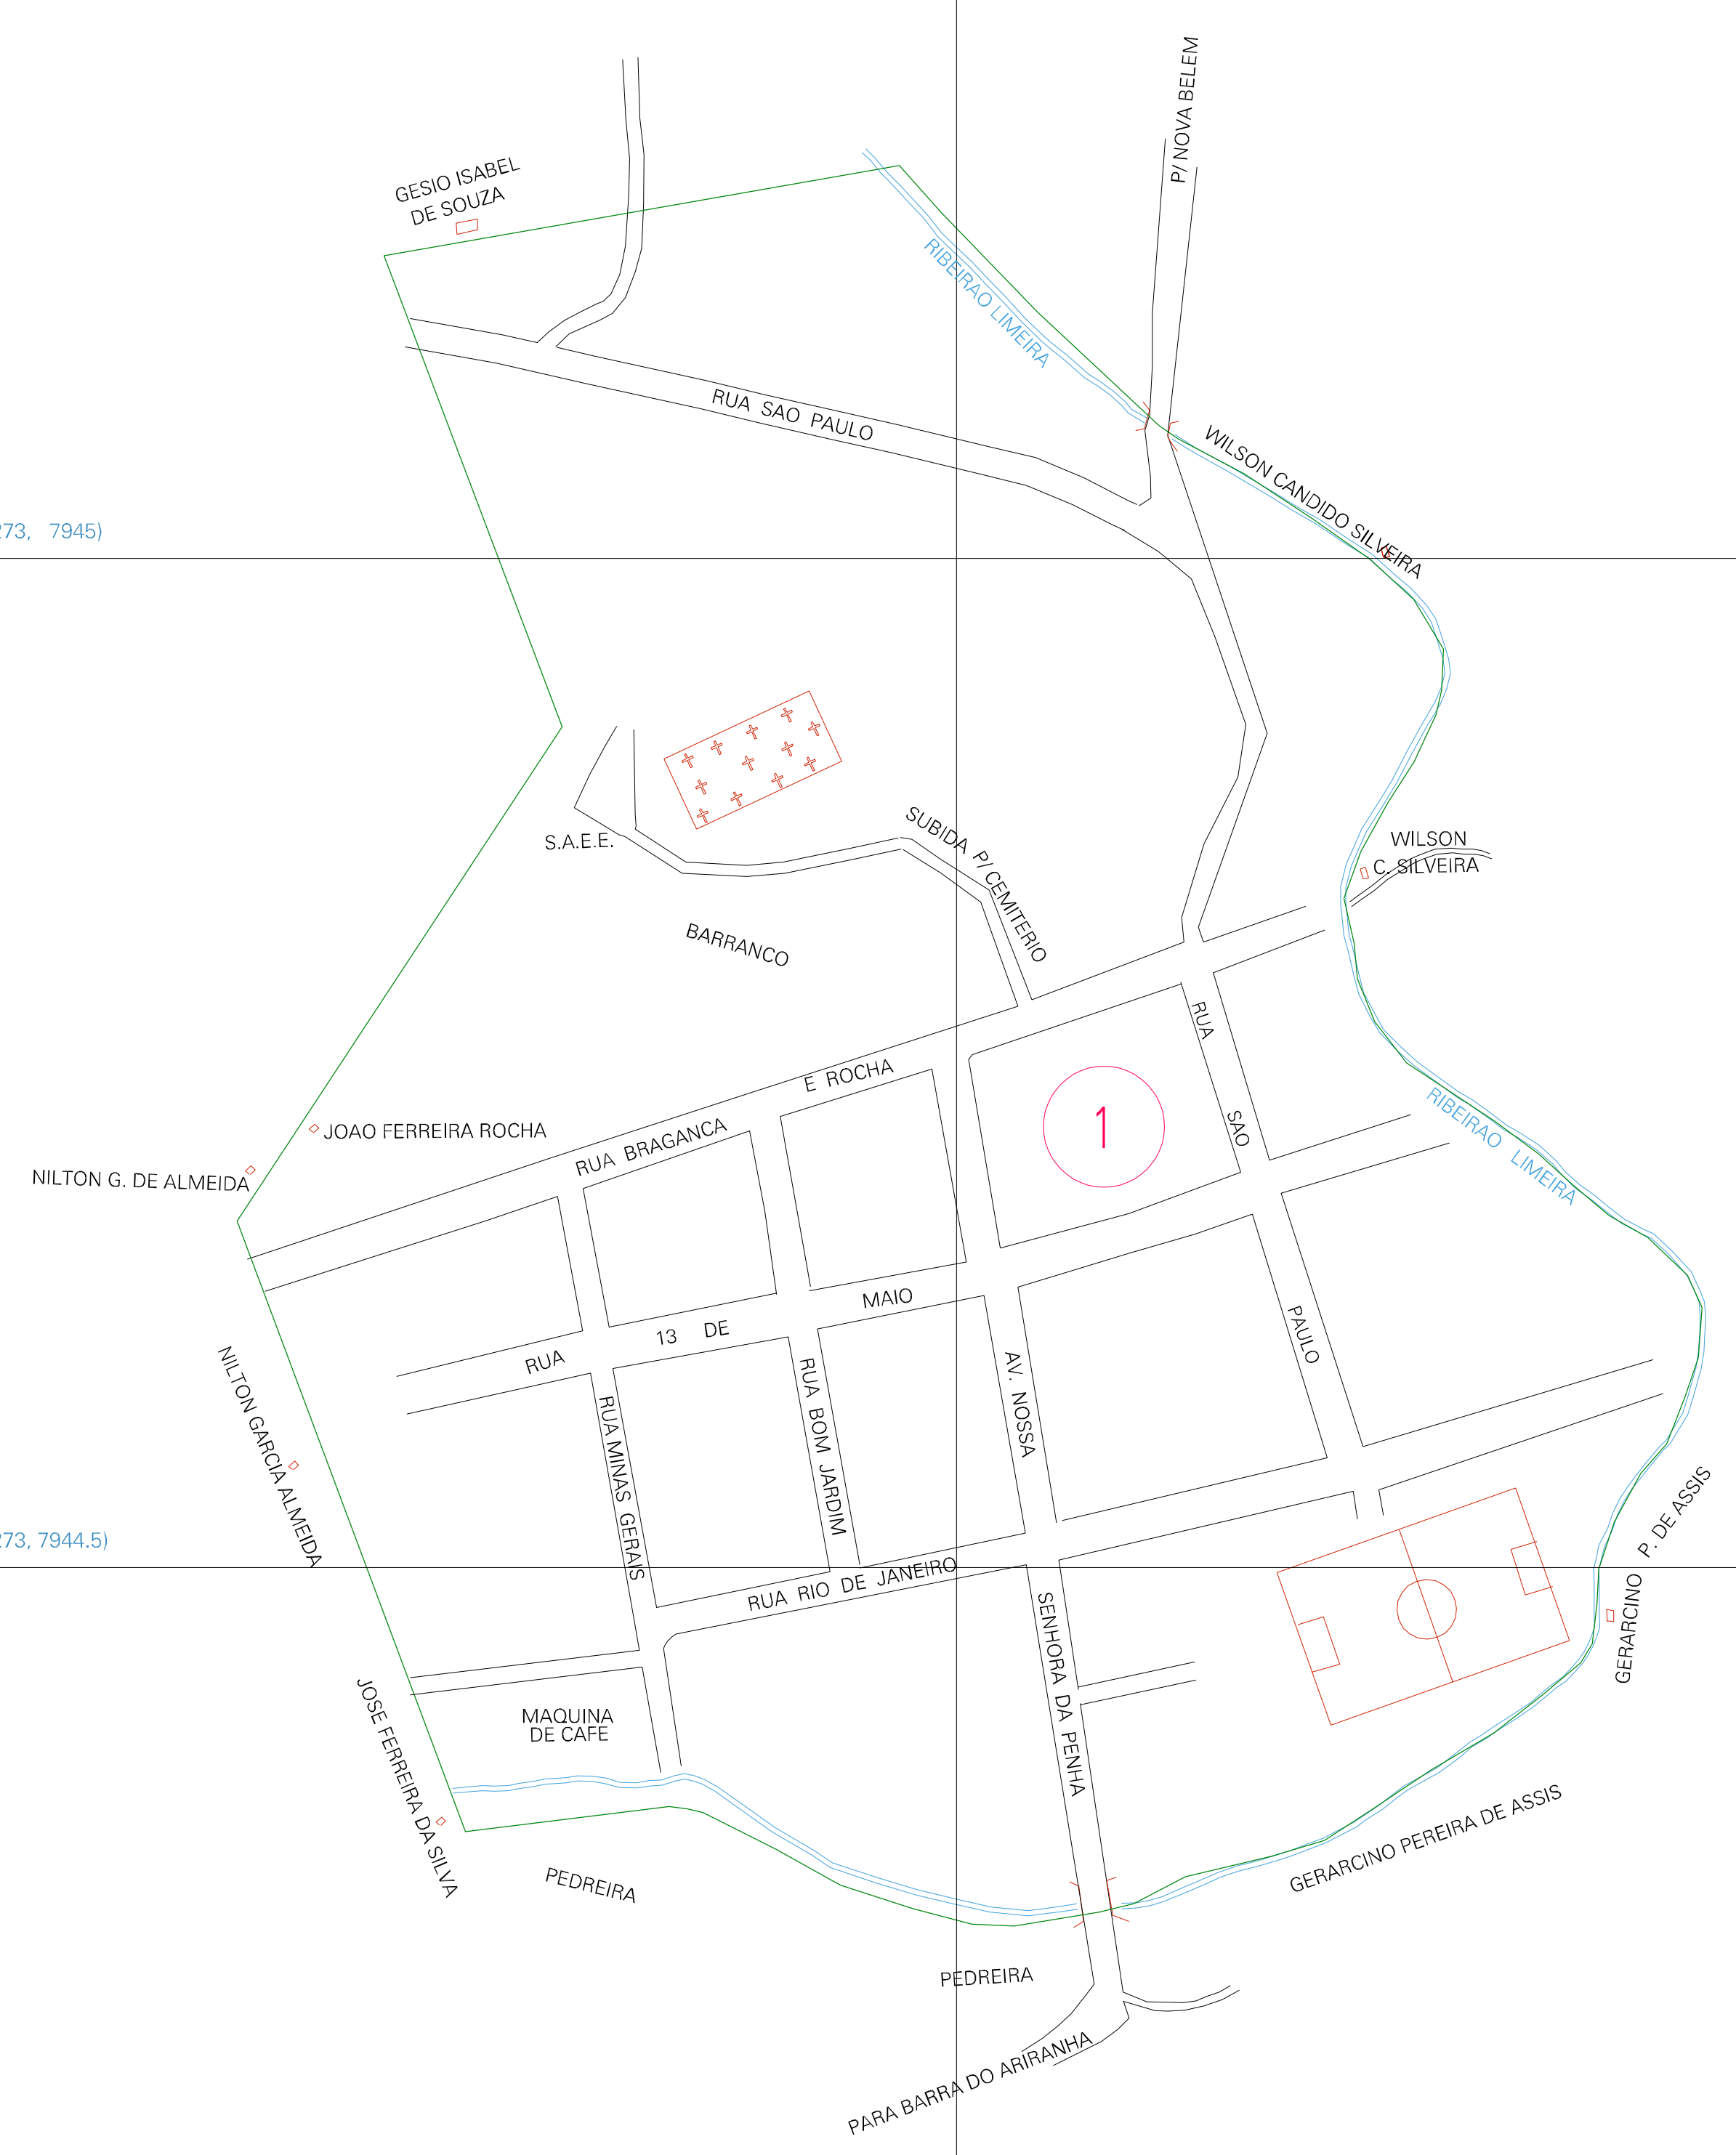 P/ NOVA BELEM
GESIO ISABEL
DE SOUZA
RIBEIRAO LIMEIRA
RUA SAO PAULO
WILSON CANDIDO SILVEIRA
273, 7945)
S.A.E.E.
SUBIDA P/ CEMITERIO
WILSON
C. SILVEIRA
BARRANCO
RUA SAO PAULO
E ROCHA
RUA BRAGANCA
1
RIBEIRAO LIMEIRA
JOAO FERREIRA ROCHA
NILTON G. DE ALMEIDA
RUA 13 DE MAIO
NILTON GARCIA ALMEIDA
RUA MINAS GERAIS
RUA BOM JARDIM
AV. NOSSA SENHORA DA PENHA
273, 7944.5)
RUA RIO DE JANEIRO
GERARCINO P. DE ASSIS
JOSE FERREIRA DA SILVA
MAQUINA
DE CAFE
GERARCINO PEREIRA DE ASSIS
PEDREIRA
PEDREIRA
PARA BARRA DO ARIRANHA